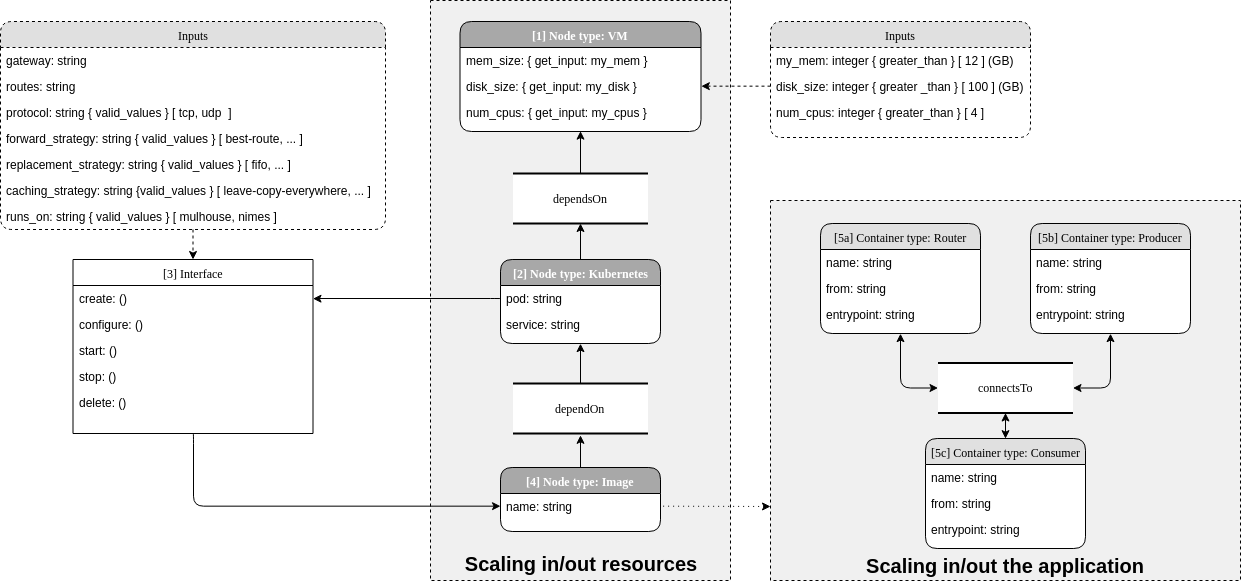 Inputs
gateway: string
routes: string
protocol: string { valid_values } [ tcp, udp  ]
forward_strategy: string { valid_values } [ best-route, ... ]
replacement_strategy: string { valid_values } [ fifo, ... ]
caching_strategy: string {valid_values } [ leave-copy-everywhere, ... ]
runs_on: string { valid_values } [ mulhouse, nimes ]
[3] Interface
create: ()
configure: ()
start: ()
stop: ()
delete: ()
[1] Node type: VM
mem_size: { get_input: my_mem }
disk_size: { get_input: my_disk }
num_cpus: { get_input: my_cpus }
dependsOn
[2] Node type: Kubernetes
pod: string
service: string
dependOn
[4] Node type: Image
name: string
Scaling in/out resources
Inputs
my_mem: integer { greater_than } [ 12 ] (GB)
disk_size: integer { greater _than } [ 100 ] (GB)
num_cpus: integer { greater_than } [ 4 ]
[5a] Container type: Router
name: string
from: string
entrypoint: string
[5b] Container type: Producer
name: string
from: string
entrypoint: string
connectsTo
[5c] Container type: Consumer
name: string
from: string
entrypoint: string
Scaling in/out the application